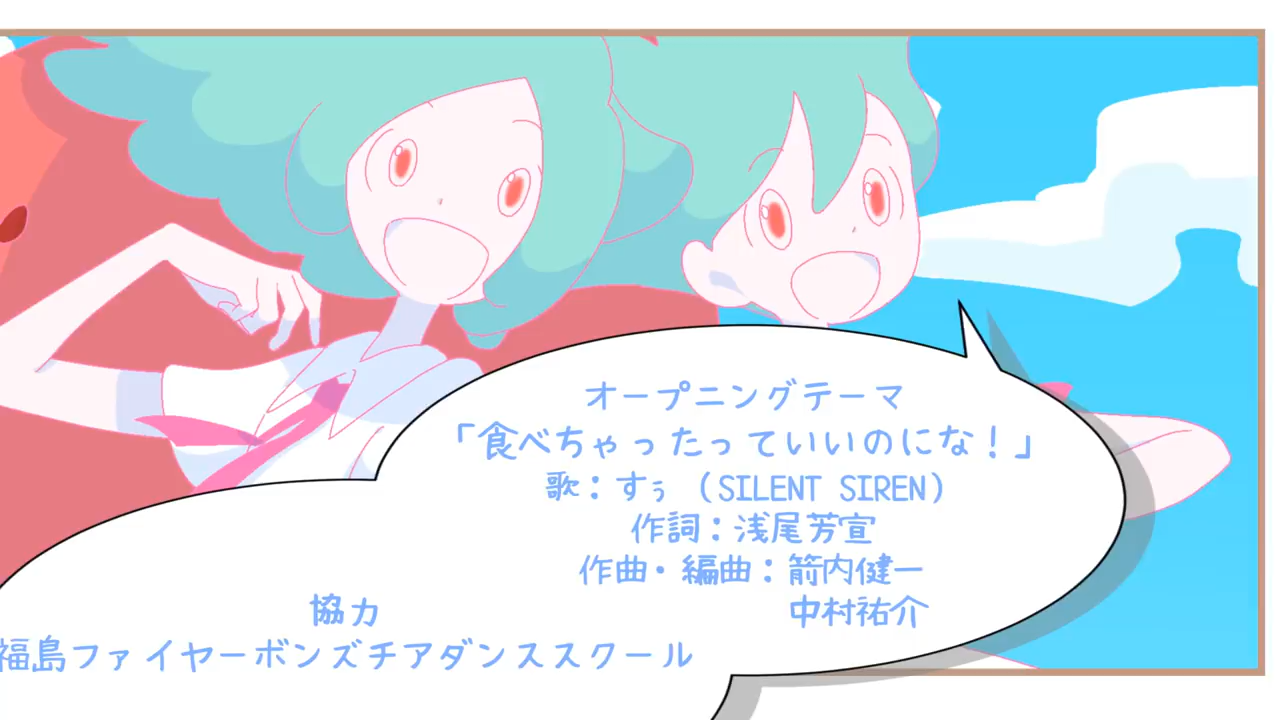 オープニングテーマ
「食べちゃったっていいのにな！」
歌：すぅ（SILENT SIREN）
作詞：浅尾芳宣
作曲・編曲：箭内健一
中村祐介
協力
福島ファイヤーボンズチアダンススクール